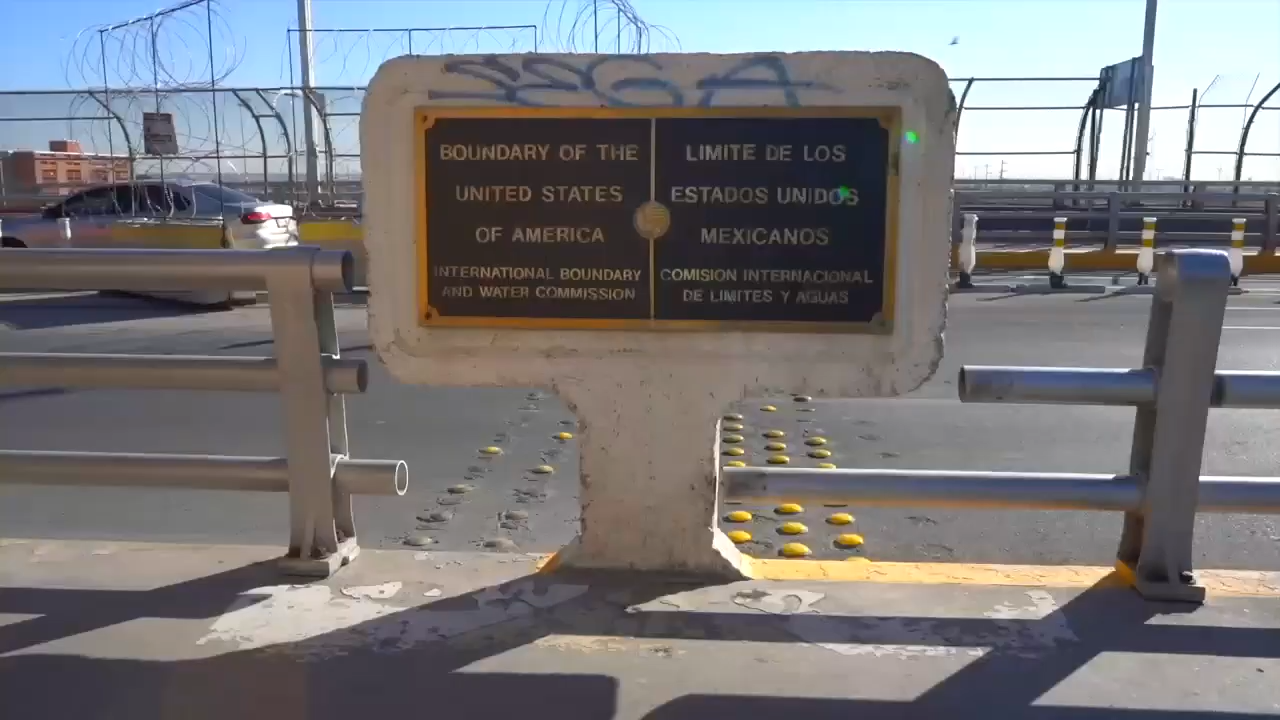 BOUNDARY OF THE
UNITED STATES
OF AMERICA
INTERNATIONAL BOUNDARY
AND WATER COMMISSION
LIMITE DE LOS
ESTADOS UNIDOS
MEXICANOS
COMISION INTERNACIONAL
DE LIMITES Y AGUAS